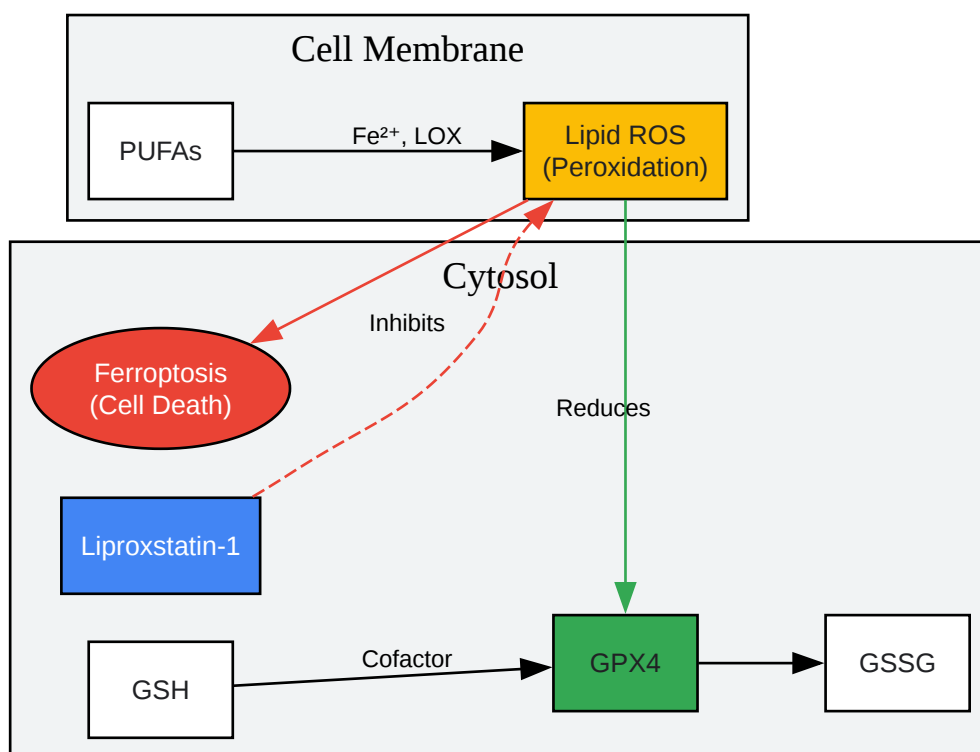 Cell Membrane
PUFAs
Fe²⁺, LOX
Lipid ROS
(Peroxidation)
Cytosol
Inhibits
Ferroptosis
(Cell Death)
Reduces
Liproxstatin-1
GSH
Cofactor
GPX4
GSSG